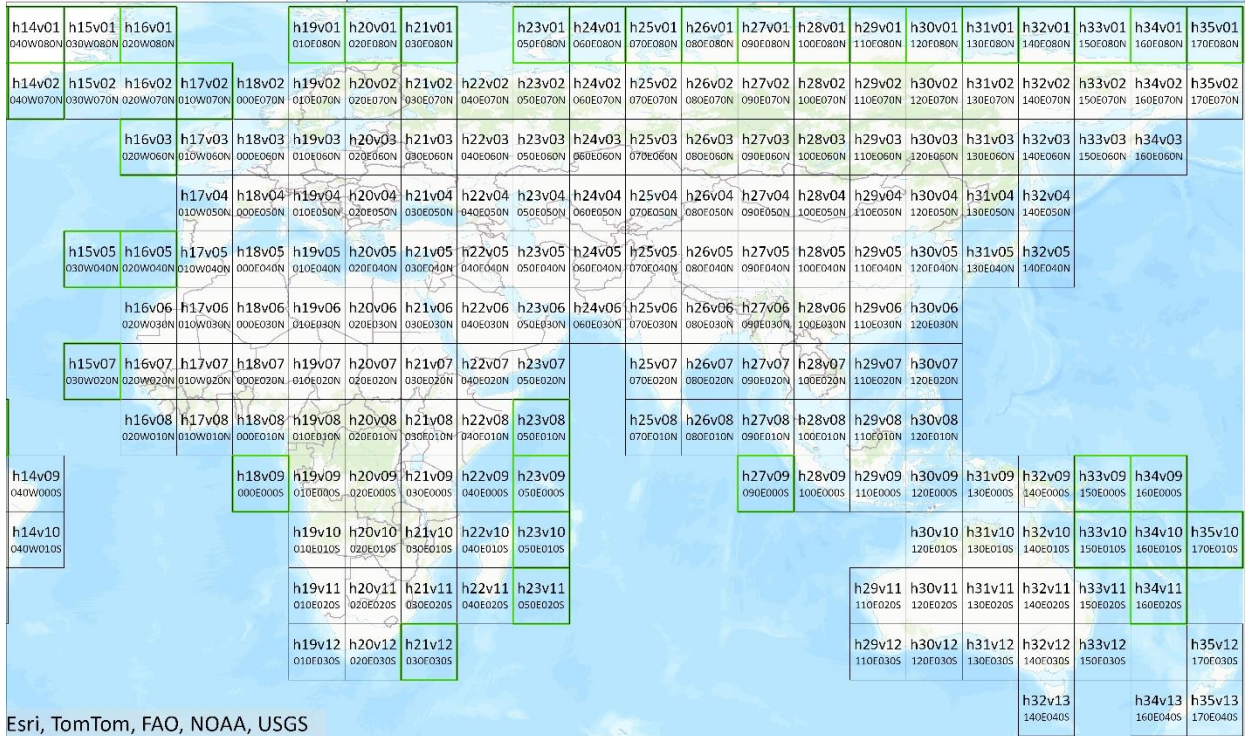 h14v01 h15v01 h16v01 h19v01 h20v01 h21v01 h23v01 h24v01 h25v01 h26v01 h27v01 h28v01 h29v01 h30v01 h31v01 h32v01 h33v01 h34v01 h35v01
040W080N 030W080N 020W080N 010E080N 020E080N 030E080N 050E080N 060E080N 070E080N 080E080N 090E080N 100E080N 110E080N 120E080N 130E080N 140E080N 150E080N 160E080N 170E080N
h14v02 h15v02 h16v02 h17v02 h18v02 h19v02 h20v02 h21v02 h22v02 h23v02 h24v02 h25v02 h26v02 h27v02 h28v02 h29v02 h30v02 h31v02 h32v02 h33v02 h34v02 h35v02
040W070N 030W070N 020W070N 010W070N 000E070N 010E070N 020E070N 030E070N 040E070N 050E070N 060E070N 070E070N 080E070N 090E070N 100E070N 110E070N 120E070N 130E070N 140E070N 150E070N 160E070N 170E070N
h16v03 h17v03 h18v03 h19v03 h20v03 h21v03 h22v03 h23v03 h24v03 h25v03 h26v03 h27v03 h28v03 h29v03 h30v03 h31v03 h32v03 h33v03 h34v03
020W060N 010W060N 000E060N 010E060N 020E060N 030E060N 040E060N 050E060N 060E060N 070E060N 080E060N 090E060N 100E060N 110E060N 120E060N 130E060N 140E060N 150E060N 160E060N
h17v04 h18v04 h19v04 h20v04 h21v04 h22v04 h23v04 h24v04 h25v04 h26v04 h27v04 h28v04 h29v04 h30v04 h31v04 h32v04
010W050N 000E050N 010E050N 020E050N 030E050N 040E050N 050E050N 060E050N 070E050N 080E050N 090E050N 100E050N 110E050N 120E050N 130E050N 140E050N
h15v05 h16v05 h17v05 h18v05 h19v05 h20v05 h21v05 h22v05 h23v05 h24v05 h25v05 h26v05 h27v05 h28v05 h29v05 h30v05 h31v05 h32v05
030W040N 020W040N 010W040N 000E040N 010E040N 020E040N 030E040N 040E040N 050E040N 060E040N 070E040N 080E040N 090E040N 100E040N 110E040N 120E040N 130E040N 140E040N
h16v06 h17v06 h18v06 h19v06 h20v06 h21v06 h22v06 h23v06 h24v06 h25v06 h26v06 h27v06 h28v06 h29v06 h30v06
020W030N 010W030N 000E030N 010E030N 020E030N 030E030N 040E030N 050E030N 060E030N 070E030N 080E030N 090E030N 100E030N 110E030N 120E030N
h15v07 h16v07 h17v07 h18v07 h19v07 h20v07 h21v07 h22v07 h23v07 h25v07 h26v07 h27v07 h28v07 h29v07 h30v07
030W020N 020W020N 010W020N 000E020N 010E020N 020E020N 030E020N 040E020N 050E020N 070E020N 080E020N 090E020N 100E020N 110E020N 120E020N
h16v08 h17v08 h18v08 h19v08 h20v08 h21v08 h22v08 h23v08 h25v08 h26v08 h27v08 h28v08 h29v08 h30v08
020W010N 010W010N 000E010N 010E010N 020E010N 030E010N 040E010N 050E010N 070E010N 080E010N 090E010N 100E010N 110E010N 120E010N
h14v09 h18v09 h19v09 h20v09 h21v09 h22v09 h23v09 h27v09 h28v09 h29v09 h30v09 h31v09 h32v09 h33v09 h34v09
040W000S 000E000S 010E000S 020E000S 030E000S 040E000S 050E000S 090E000S 100E000S 110E000S 120E000S 130E000S 140E000S 150E000S 160E000S
h14v10 h19v10 h20v10 h21v10 h22v10 h23v10 h30v10 h31v10 h32v10 h33v10 h34v10 h35v10
040W010S 010E010S 020E010S 030E010S 040E010S 050E010S 120E010S 130E010S 140E010S 150E010S 160E010S 170E010S
h19v11 h20v11 h21v11 h22v11 h23v11 h29v11 h30v11 h31v11 h32v11 h33v11 h34v11
010E020S 020E020S 030E020S 040E020S 050E020S 110E020S 120E020S 130E020S 140E020S 150E020S 160E020S
h19v12 h20v12 h21v12 h29v12 h30v12 h31v12 h32v12 h33v12 h35v12
010E030S 020E030S 030E030S 110E030S 120E030S 130E030S 140E030S 150E030S 170E030S
h32v13 h34v13 h35v13
140E040S 160E040S 170E040S
Esri, TomTom, FAO, NOAA, USGS